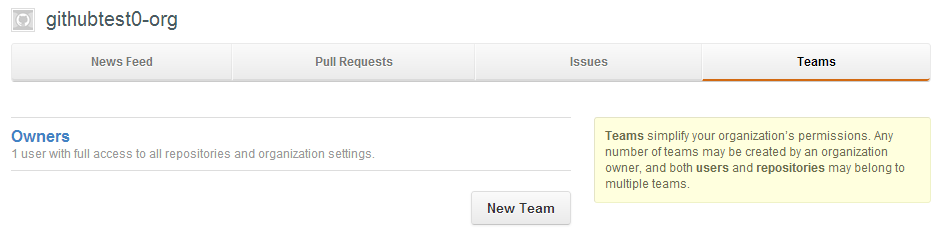 githubtest0-org
News Feed
Pull Requests
Issues
Teams
Owners
1 user with full access to all repositories and organization settings.
New Team
Teams simplify your organization's permissions. Any
number of teams may be created by an organization
owner, and both users and repositories may belong to
multiple teams.